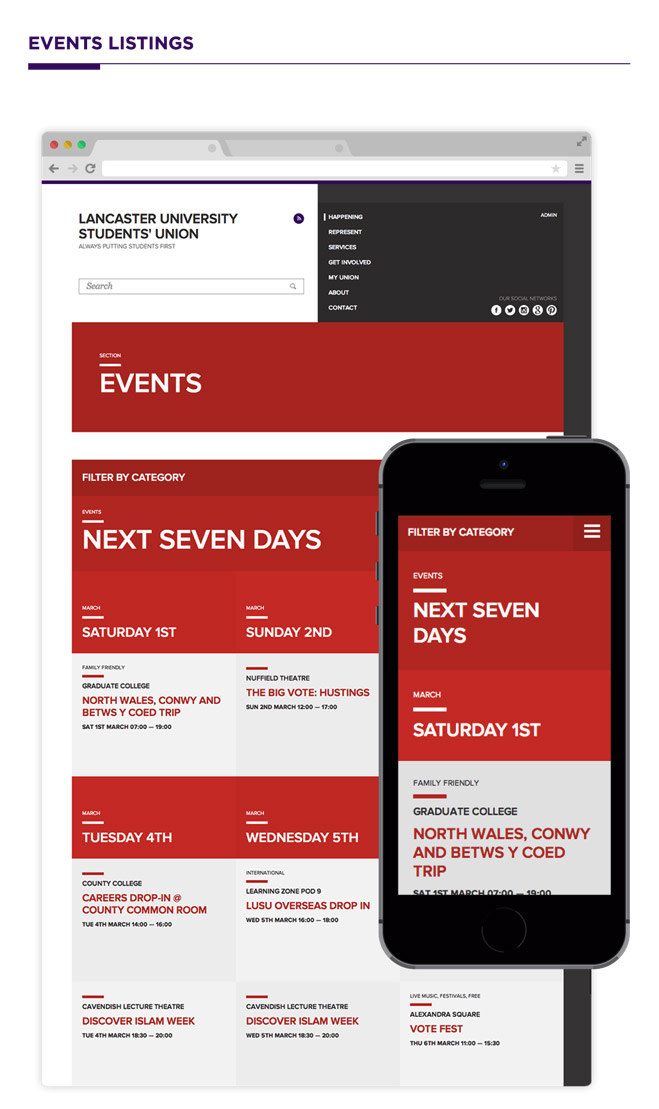 EVENTS LISTINGS
LANCASTER UNIVERSITY
STUDENTS' UNION
ALWAYS PUTTING STUDENTS FIRST
Search
HAPPENING
REPRESENT
SERVICES
GET INVOLVED
MY UNION
ABOUT
CONTACT
ADMIN
OUR SOCIAL NETWORKS
SECTION
EVENTS
FILTER BY CATEGORY
EVENTS
NEXT SEVEN DAYS
MARCH
SATURDAY 1ST
MARCH
SUNDAY 2ND
FAMILY FRIENDLY
GRADUATE COLLEGE
NORTH WALES, CONWY AND
BETWS Y COED TRIP
SAT 1ST MARCH 07:00 — 19:00
NUFFIELD THEATRE
THE BIG VOTE: HUSTINGS
SUN 2ND MARCH 12:00 — 17:00
MARCH
TUESDAY 4TH
MARCH
WEDNESDAY 5TH
COUNTY COLLEGE
CAREERS DROP-IN @
COUNTY COMMON ROOM
TUE 4TH MARCH 14:00 — 16:00
INTERNATIONAL
LEARNING ZONE POD 9
LUSU OVERSEAS DROP IN
WED 5TH MARCH 16:00 — 18:00
CAVENDISH LECTURE THEATRE
DISCOVER ISLAM WEEK
TUE 4TH MARCH 18:30 — 20:00
CAVENDISH LECTURE THEATRE
DISCOVER ISLAM WEEK
WED 5TH MARCH 18:30 — 20:00
LIVE MUSIC, FESTIVALS, FREE
ALEXANDRA SQUARE
VOTE FEST
THU 6TH MARCH 11:00 — 15:30
FILTER BY CATEGORY
EVENTS
NEXT SEVEN
DAYS
MARCH
SATURDAY 1ST
FAMILY FRIENDLY
GRADUATE COLLEGE
NORTH WALES, CONWY
AND BETWS Y COED
TRIP
SAT 1ST MARCH 07:00 — 19:00